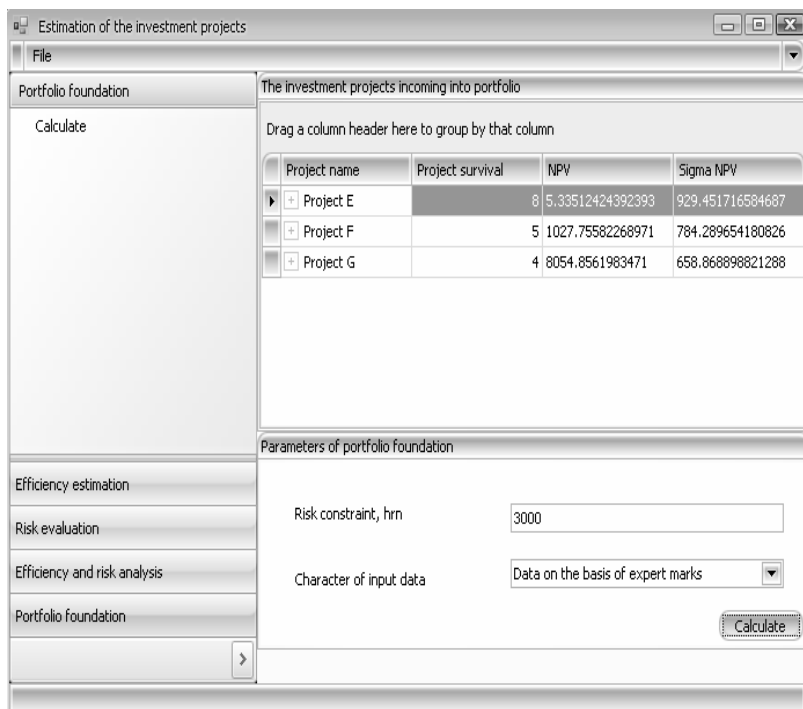 Estimation of the investment projects
File
Portfolio foundation
Calculate
The investment projects incoming into portfolio
Drag a column header here to group by that column
Project name Project survival NPV Sigma NPV
Project E 8 5.33512424392393 929.451716584687
Project F 5 1027.75582268971 784.289654180826
Project G 4 8054.8561983471 658.868898821288
Efficiency estimation
Risk evaluation
Efficiency and risk analysis
Portfolio foundation
Parameters of portfolio foundation
Risk constraint, hrn 3000
Character of input data Data on the basis of expert marks
Calculate